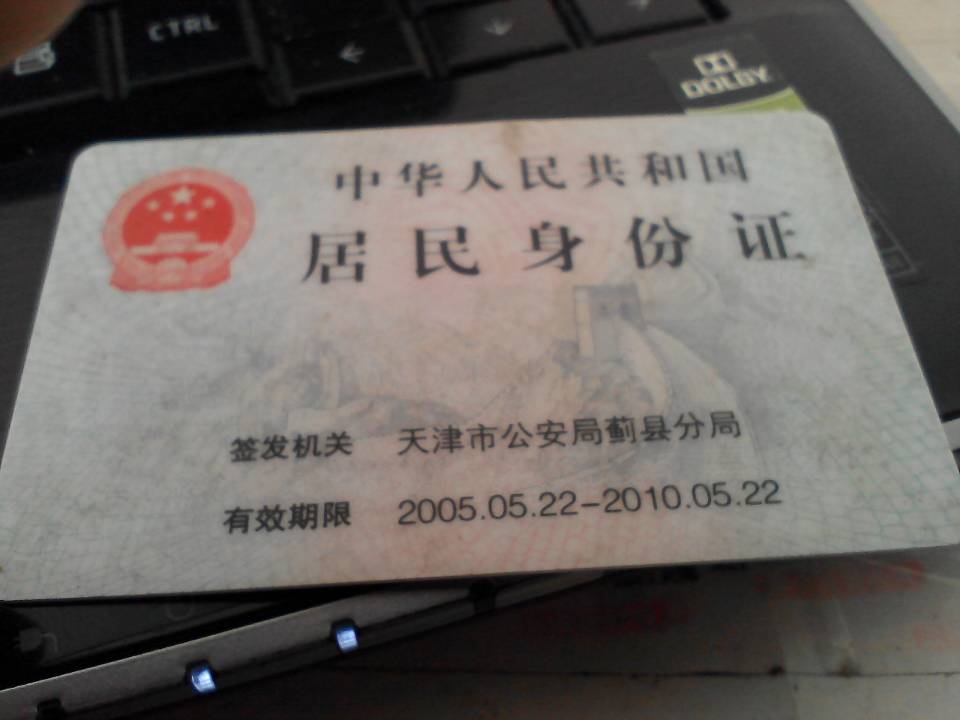 CTRL
DOLBY
中华人民共和国
居民身份证
签发机关 天津市公安局蓟县分局
有效期限 2005.05.22-2010.05.22